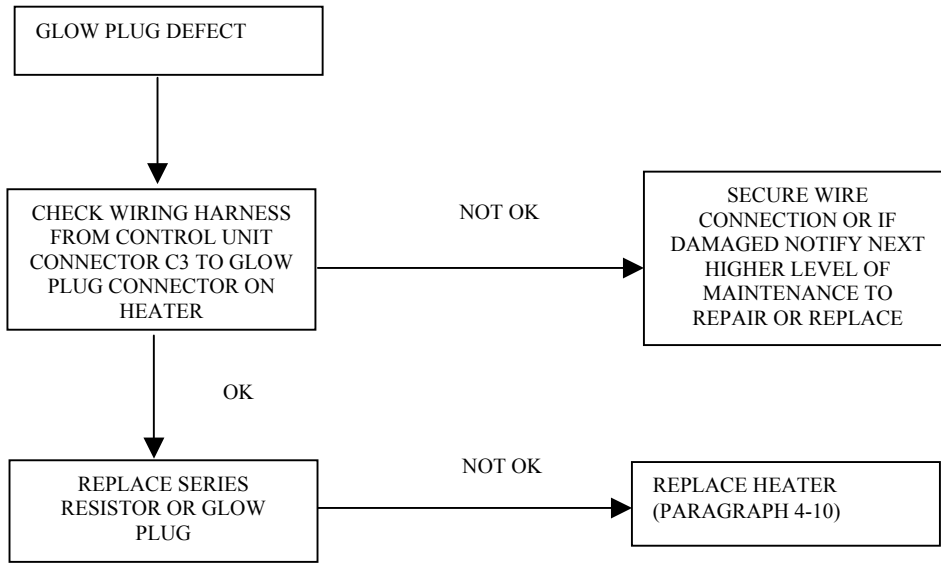 GLOW PLUG DEFECT
CHECK WIRING HARNESS
FROM CONTROL UNIT
CONNECTOR C3 TO GLOW
PLUG CONNECTOR ON
HEATER
NOT OK
SECURE WIRE
CONNECTION OR IF
DAMAGED NOTIFY NEXT
HIGHER LEVEL OF
MAINTENANCE TO
REPAIR OR REPLACE
OK
REPLACE SERIES
RESISTOR OR GLOW
PLUG
NOT OK
REPLACE HEATER
(PARAGRAPH 4-10)